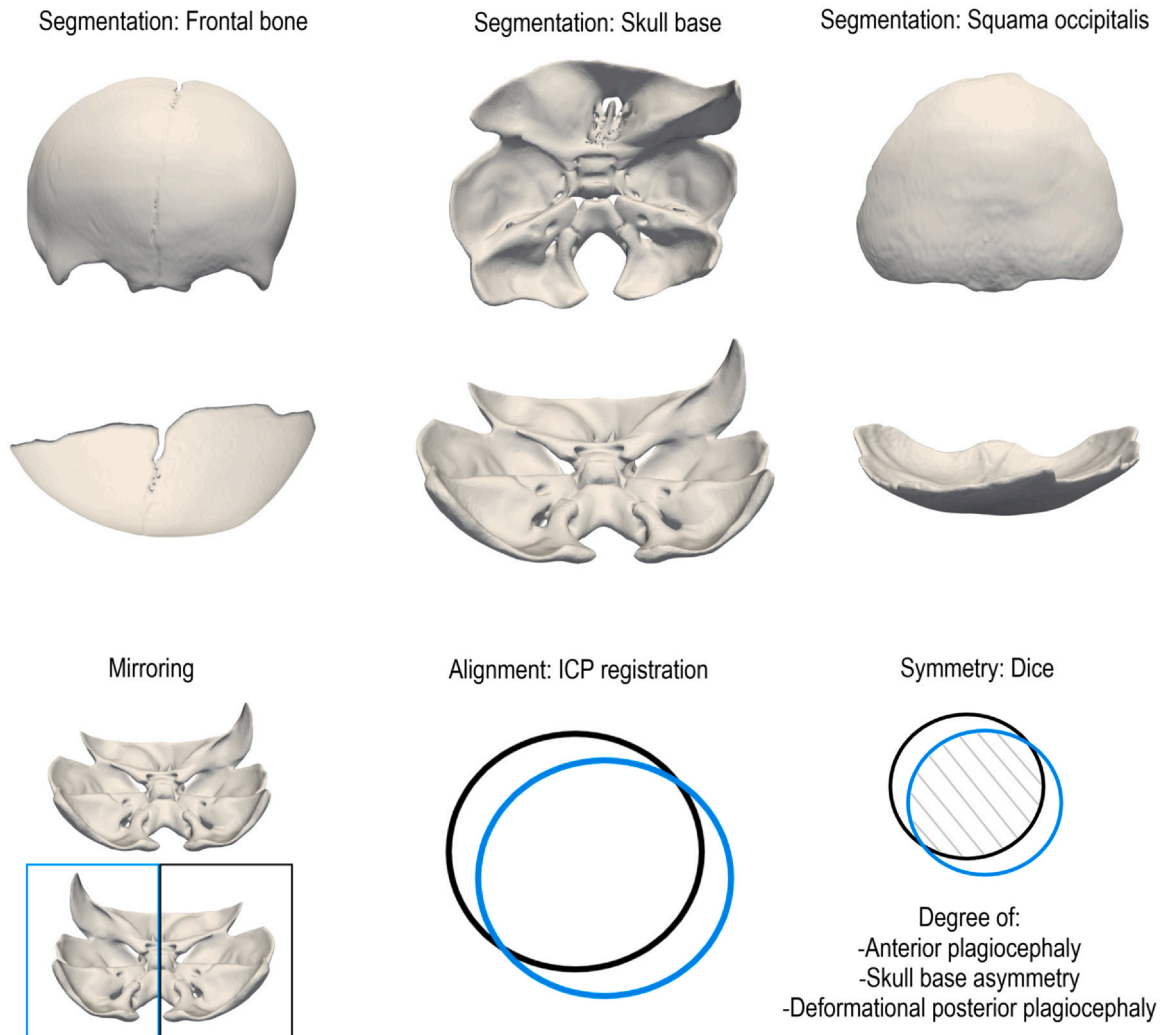 Segmentation: Frontal bone
Segmentation: Skull base
Segmentation: Squama occipitalis
Mirroring
Alignment: ICP registration
Symmetry: Dice
Degree of:
-Anterior plagiocephaly
-Skull base asymmetry
-Deformational posterior plagiocephaly